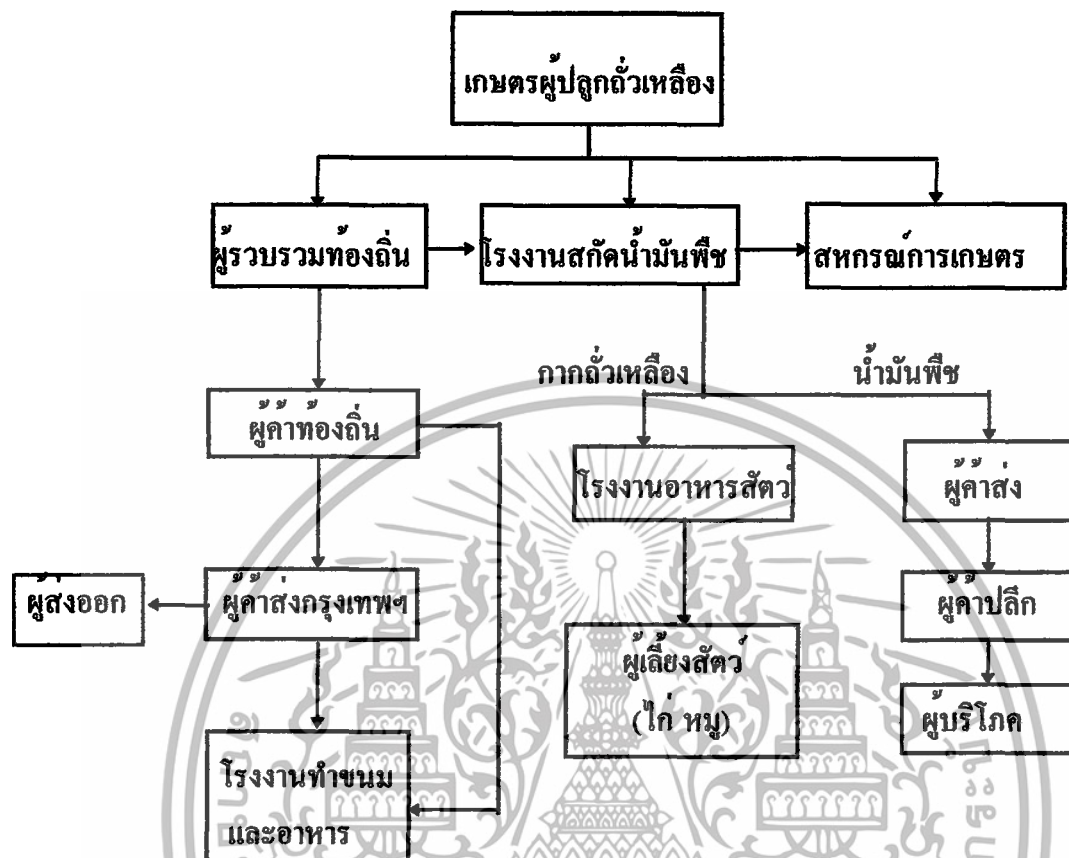 เกษตรผู้ปลูกถั่วเหลือง
ผู้รวบรวมท้องถิ่น
โรงงานสกัดน้ำมันพืช
สหกรณ์การเกษตร
กากถั่วเหลือง
น้ำมันพืช
ผู้ค้าท้องถิ่น
โรงงานอาหารสัตว์
ผู้ค้าส่ง
ผู้ส่งออก
ผู้ค้าส่งกรุงเทพฯ
ผู้ค้าปลีก
ผู้เลี้ยงสัตว์
(ไก่ หมู)
ผู้บริโภค
โรงงานทำขนม
และอาหาร